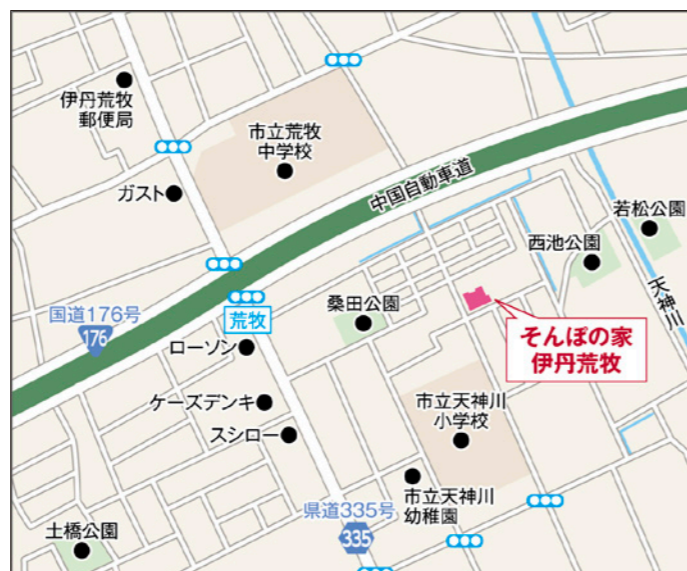 伊丹荒牧
郵便局
市立荒牧
中学校
ガスト
中国自動車道
若松公園
西池公園
天神川
国道176号
176
荒牧
桑田公園
そんぽの家
伊丹荒牧
ローソン
ケーズデンキ
スシロー
市立天神川
小学校
市立天神川
幼稚園
県道335号
335
土橋公園